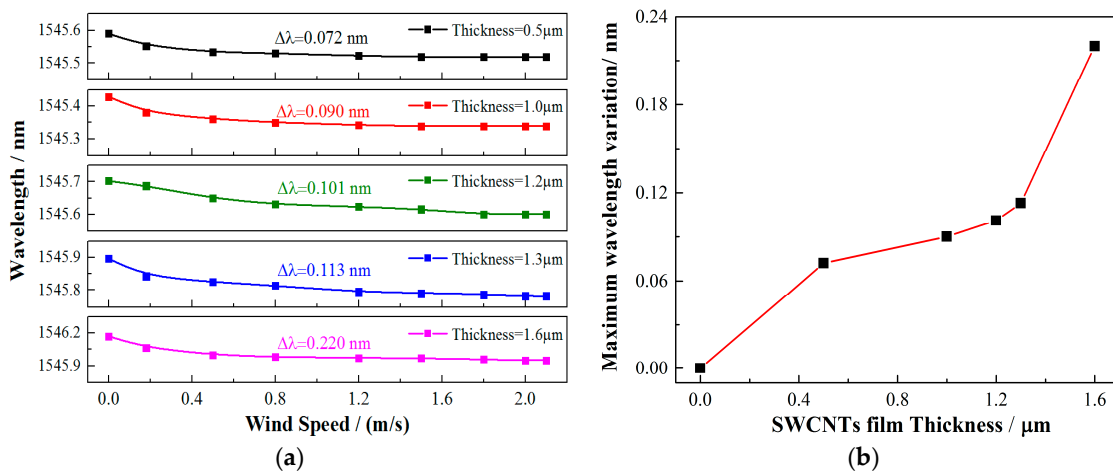 Wavelength / nm
1545.6
1545.5
Δλ=0.072 nm
Thickness=0.5μm
1545.4
1545.3
Δλ=0.090 nm
Thickness=1.0μm
1545.7
1545.6
Δλ=0.101 nm
Thickness=1.2μm
1545.9
1545.8
Δλ=0.113 nm
Thickness=1.3μm
1546.2
1545.9
Δλ=0.220 nm
Thickness=1.6μm
0.0 0.4 0.8 1.2 1.6 2.0
Wind Speed / (m/s)
(a)
Maximum wavelength variation/ nm
0.24
0.18
0.12
0.06
0.00
0.0 0.4 0.8 1.2 1.6
SWCNTs film Thickness / μm
(b)